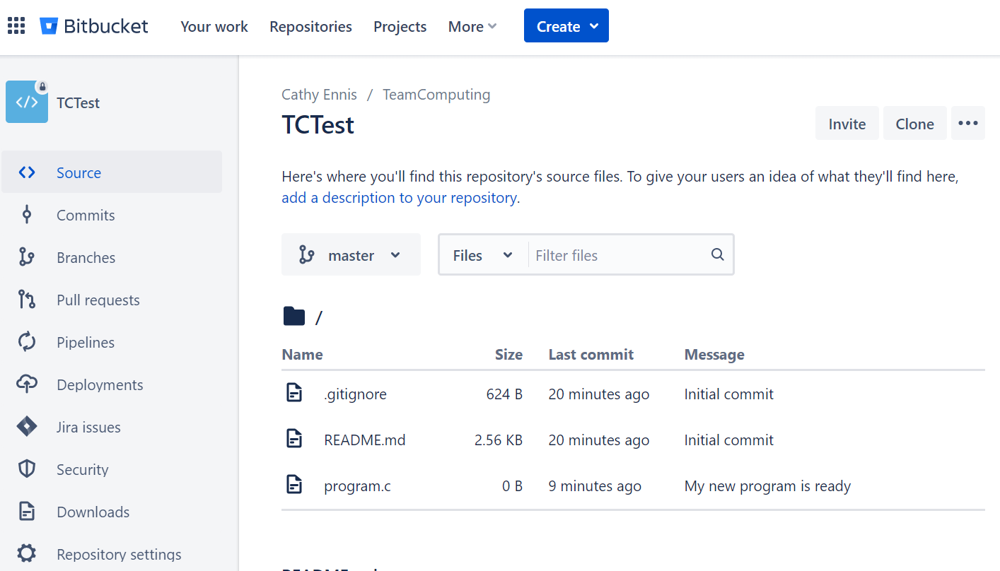 Bitbucket Your work Repositories Projects More Create
TCTest
Source
Commits
Branches
Pull requests
Pipelines
Deployments
Jira issues
Security
Downloads
Repository settings
Cathy Ennis / TeamComputing
TCTest
Invite Clone
Here's where you'll find this repository's source files. To give your users an idea of what they'll find here,
add a description to your repository.
master Files Filter files
/
Name Size Last commit Message
.gitignore 624 B 20 minutes ago Initial commit
README.md 2.56 KB 20 minutes ago Initial commit
program.c 0 B 9 minutes ago My new program is ready